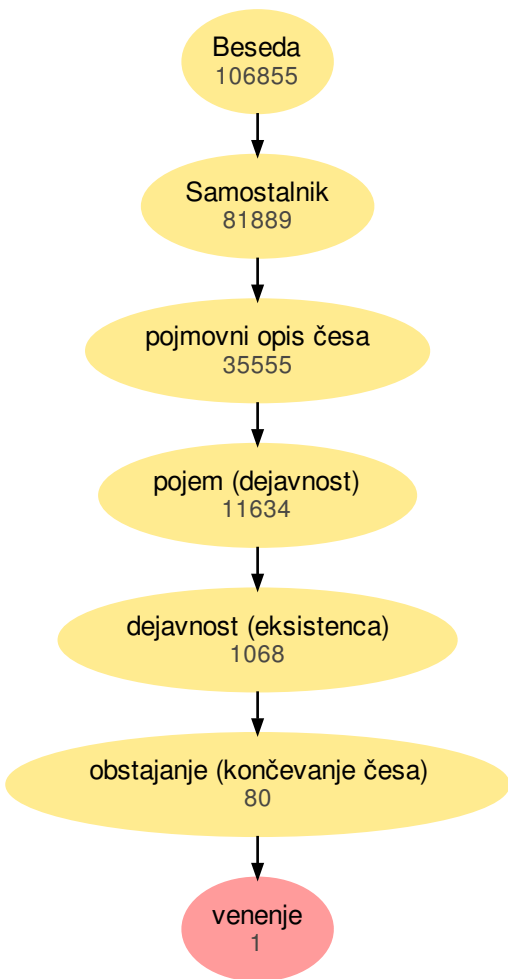 Beseda
106855
Samostalnik
81889
pojmovni opis česa
35555
pojem (dejavnost)
11634
dejavnost (eksistenca)
1068
obstajanje (končevanje česa)
80
venenje
1